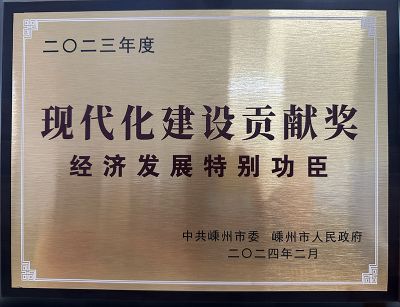 二〇二三年度
现代化建设贡献奖
经济发展特别功臣
中共嵊州市委 嵊州市人民政府
二〇二四年二月